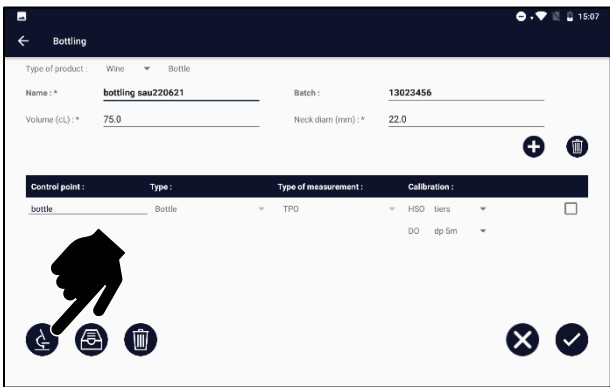 15:07
Bottling
Type of product : Wine Bottle
Name : * bottling sau220621 Batch : 13023456
Volume (cL) : * 75.0 Neck diam (mm) : * 22.0
Control point : Type : Type of measurement : Calibration :
bottle Bottle TPO HSO tiers
DO dp 5m